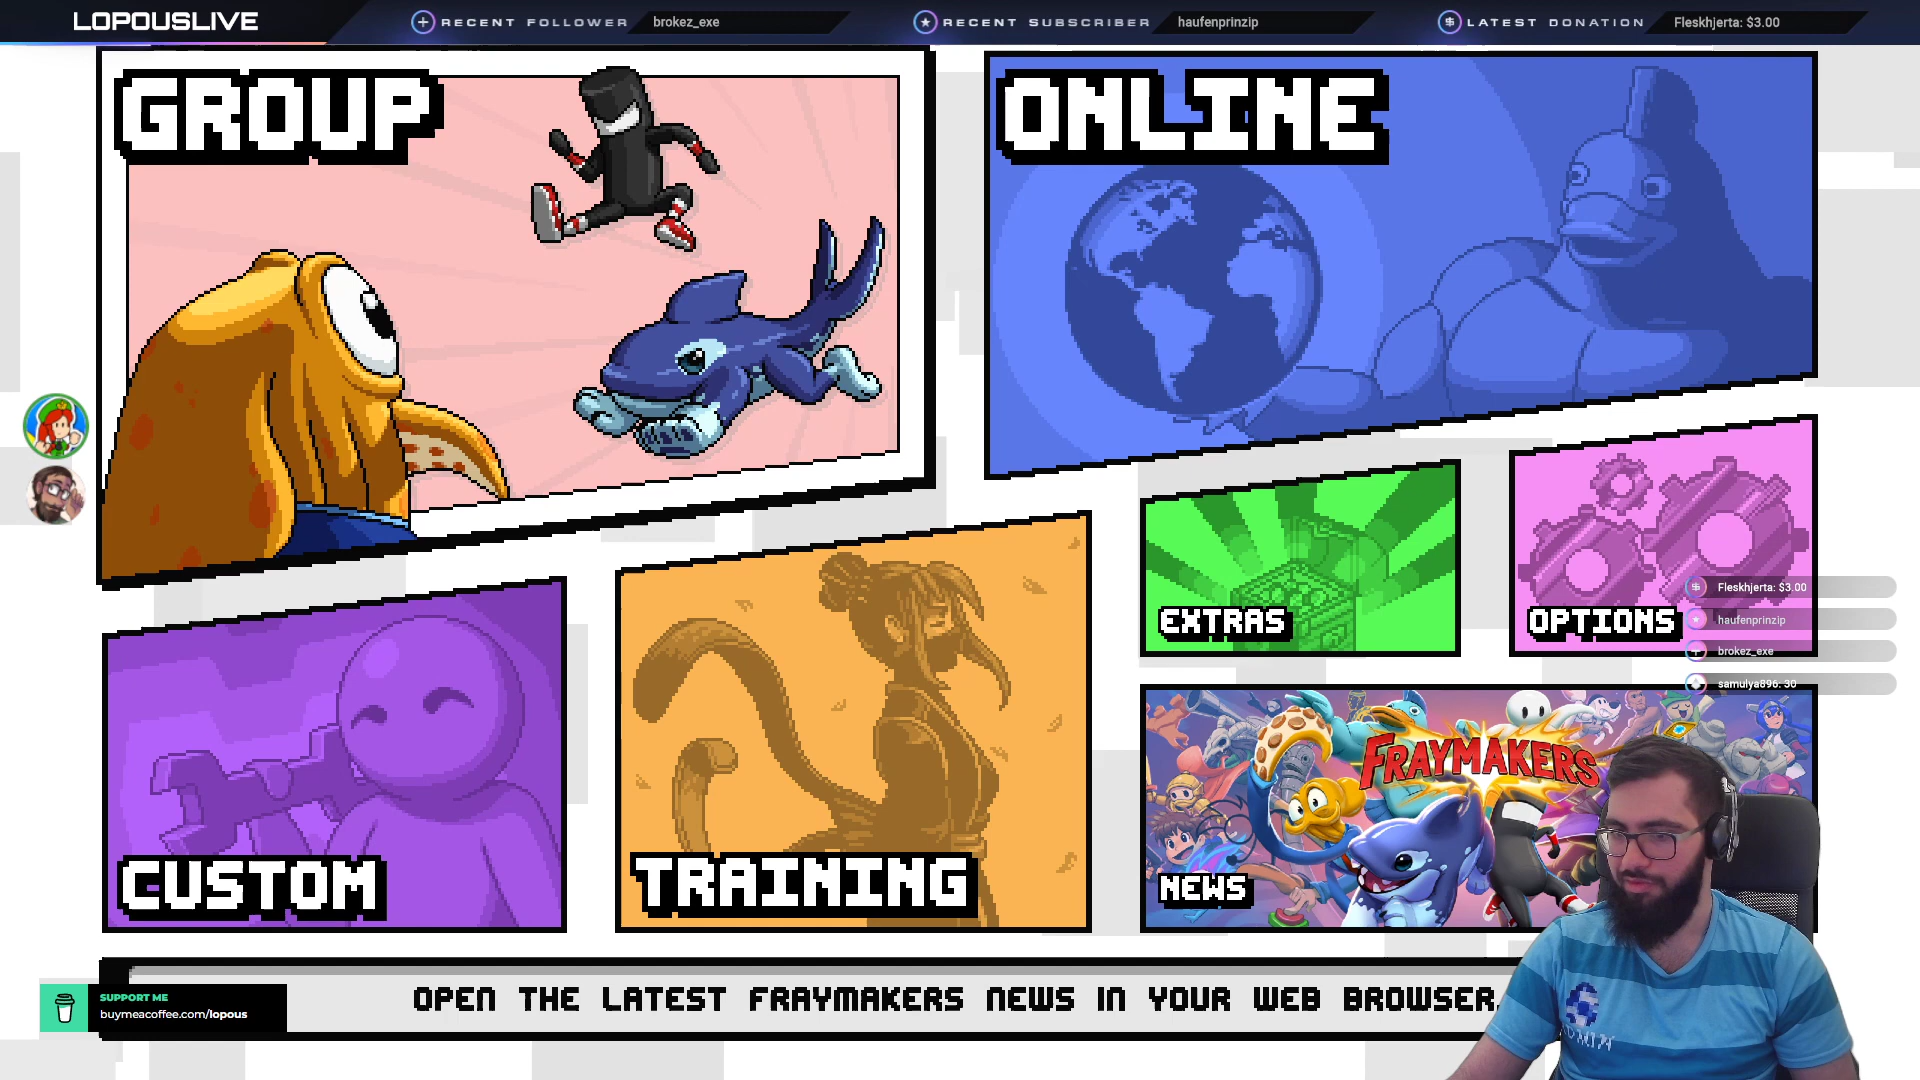 LOPOUSLIVE
RECENT FOLLOWER brokez_exe
RECENT SUBSCRIBER haufenprinzip
LATEST DONATION Fleskhjerta: $3.00
GROUP
ONLINE
EXTRAS
OPTIONS
Fleskhjerta: $3.00
haufenprinzip
brokez_exe
samulya896: 30
CUSTOM
TRAINING
FRAYMAKERS
NEWS
SUPPORT ME
buymeacoffee.com/lopous
OPEN THE LATEST FRAYMAKERS NEWS IN YOUR WEB BROWSER.